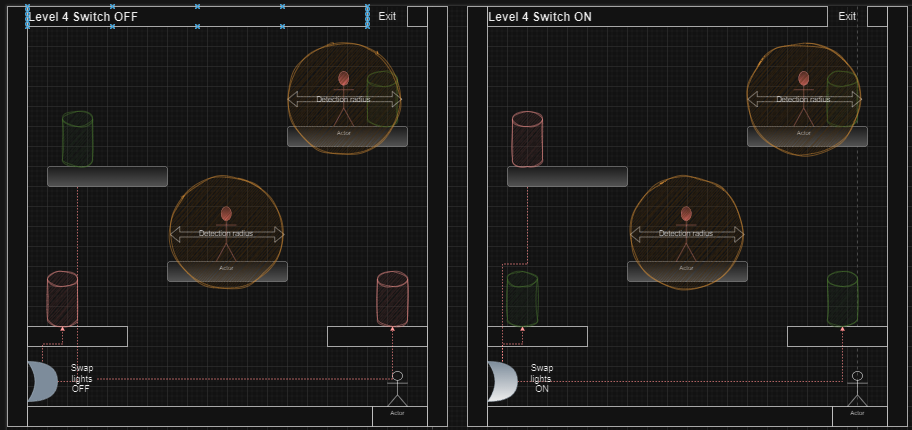 Level 4 Switch OFF
Exit
Detection radius
Actor
Detection radius
Actor
Swap
lights
OFF
Actor
Level 4 Switch ON
Exit
Detection radius
Actor
Detection radius
Actor
Swap
lights
ON
Actor